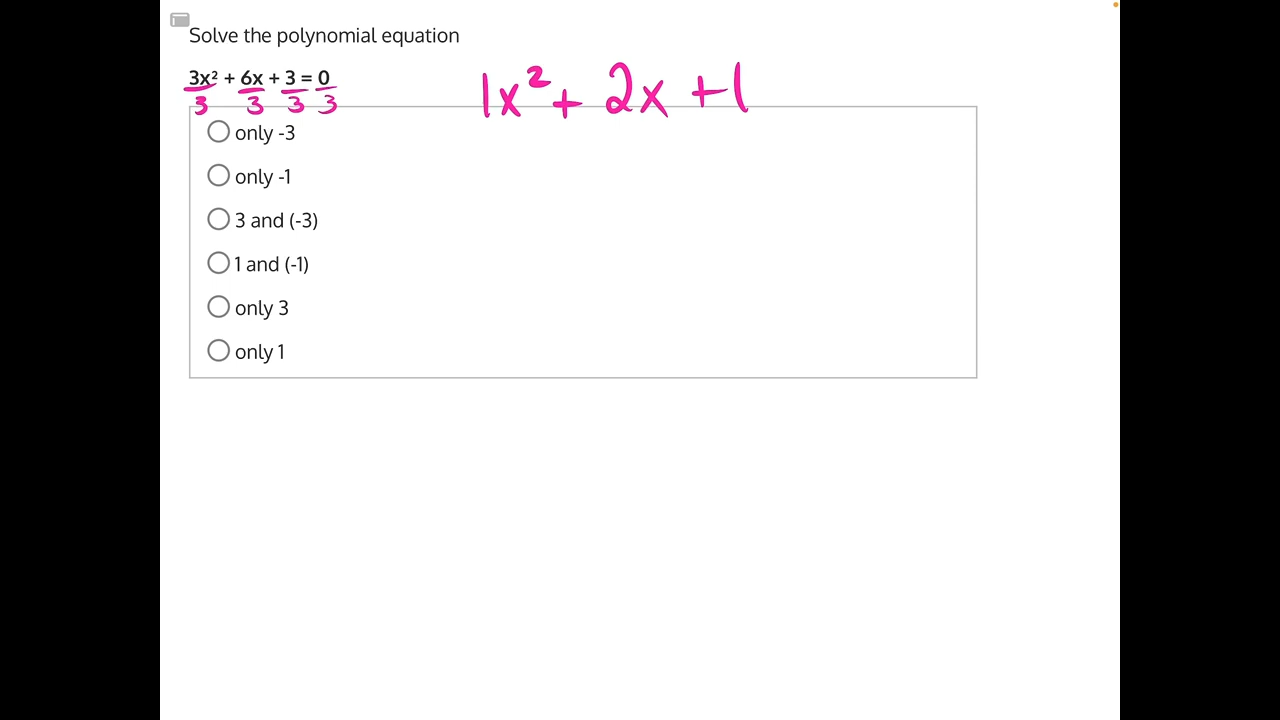 Solve the polynomial equation
3x² + 6x + 3 = 0
3 3 3 3
1x² + 2x + 1
only -3
only -1
3 and (-3)
1 and (-1)
only 3
only 1